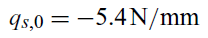 q_{s,0} = −5.4 N/mm